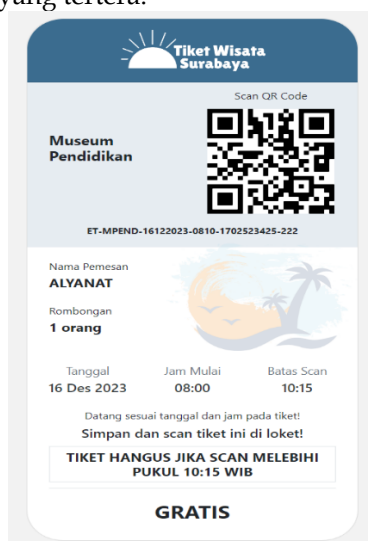 yang tertera.
Tiket Wisata
Surabaya
Scan QR Code
Museum
Pendidikan
ET-MPEND-16122023-0810-1702523425-222
Nama Pemesan
ALYANAT
Rombongan
1 orang
Tanggal Jam Mulai Batas Scan
16 Des 2023 08:00 10:15
Datang sesuai tanggal dan jam pada tiket!
Simpan dan scan tiket ini di loket!
TIKET HANGUS JIKA SCAN MELEBIHI
PUKUL 10:15 WIB
GRATIS